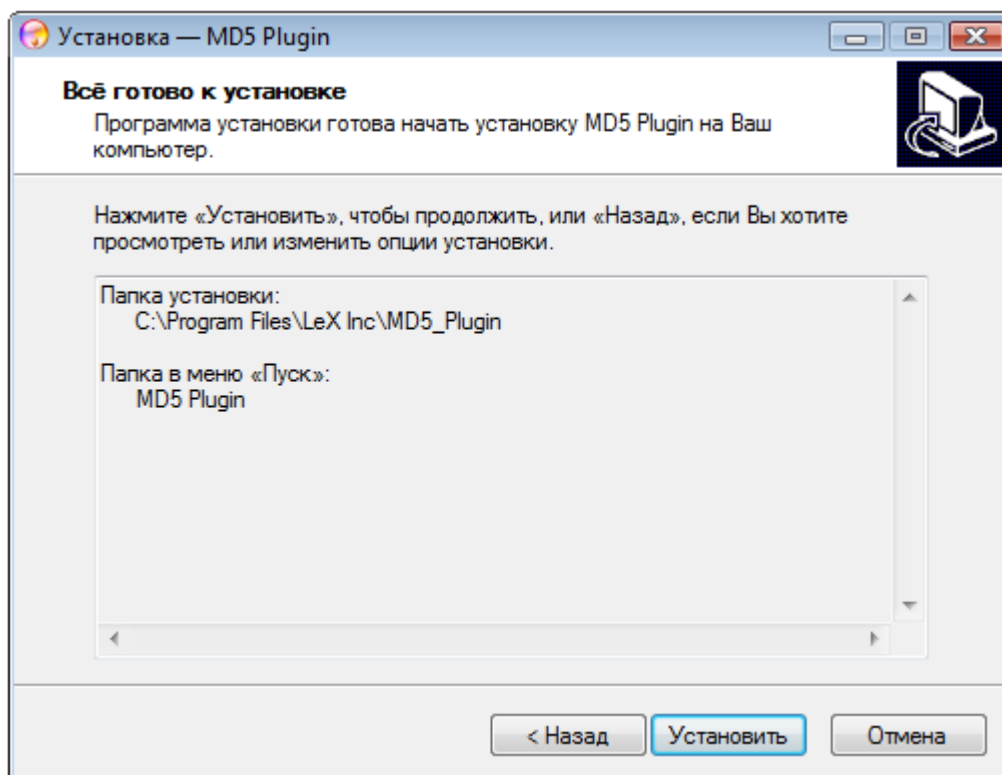 Установка — MD5 Plugin
Всё готово к установке
Программа установки готова начать установку MD5 Plugin на Ваш
компьютер.
Нажмите «Установить», чтобы продолжить, или «Назад», если Вы хотите
просмотреть или изменить опции установки.
Папка установки:
C:\Program Files\LeX Inc\MD5_Plugin
Папка в меню «Пуск»:
MD5 Plugin
< Назад
Установить
Отмена